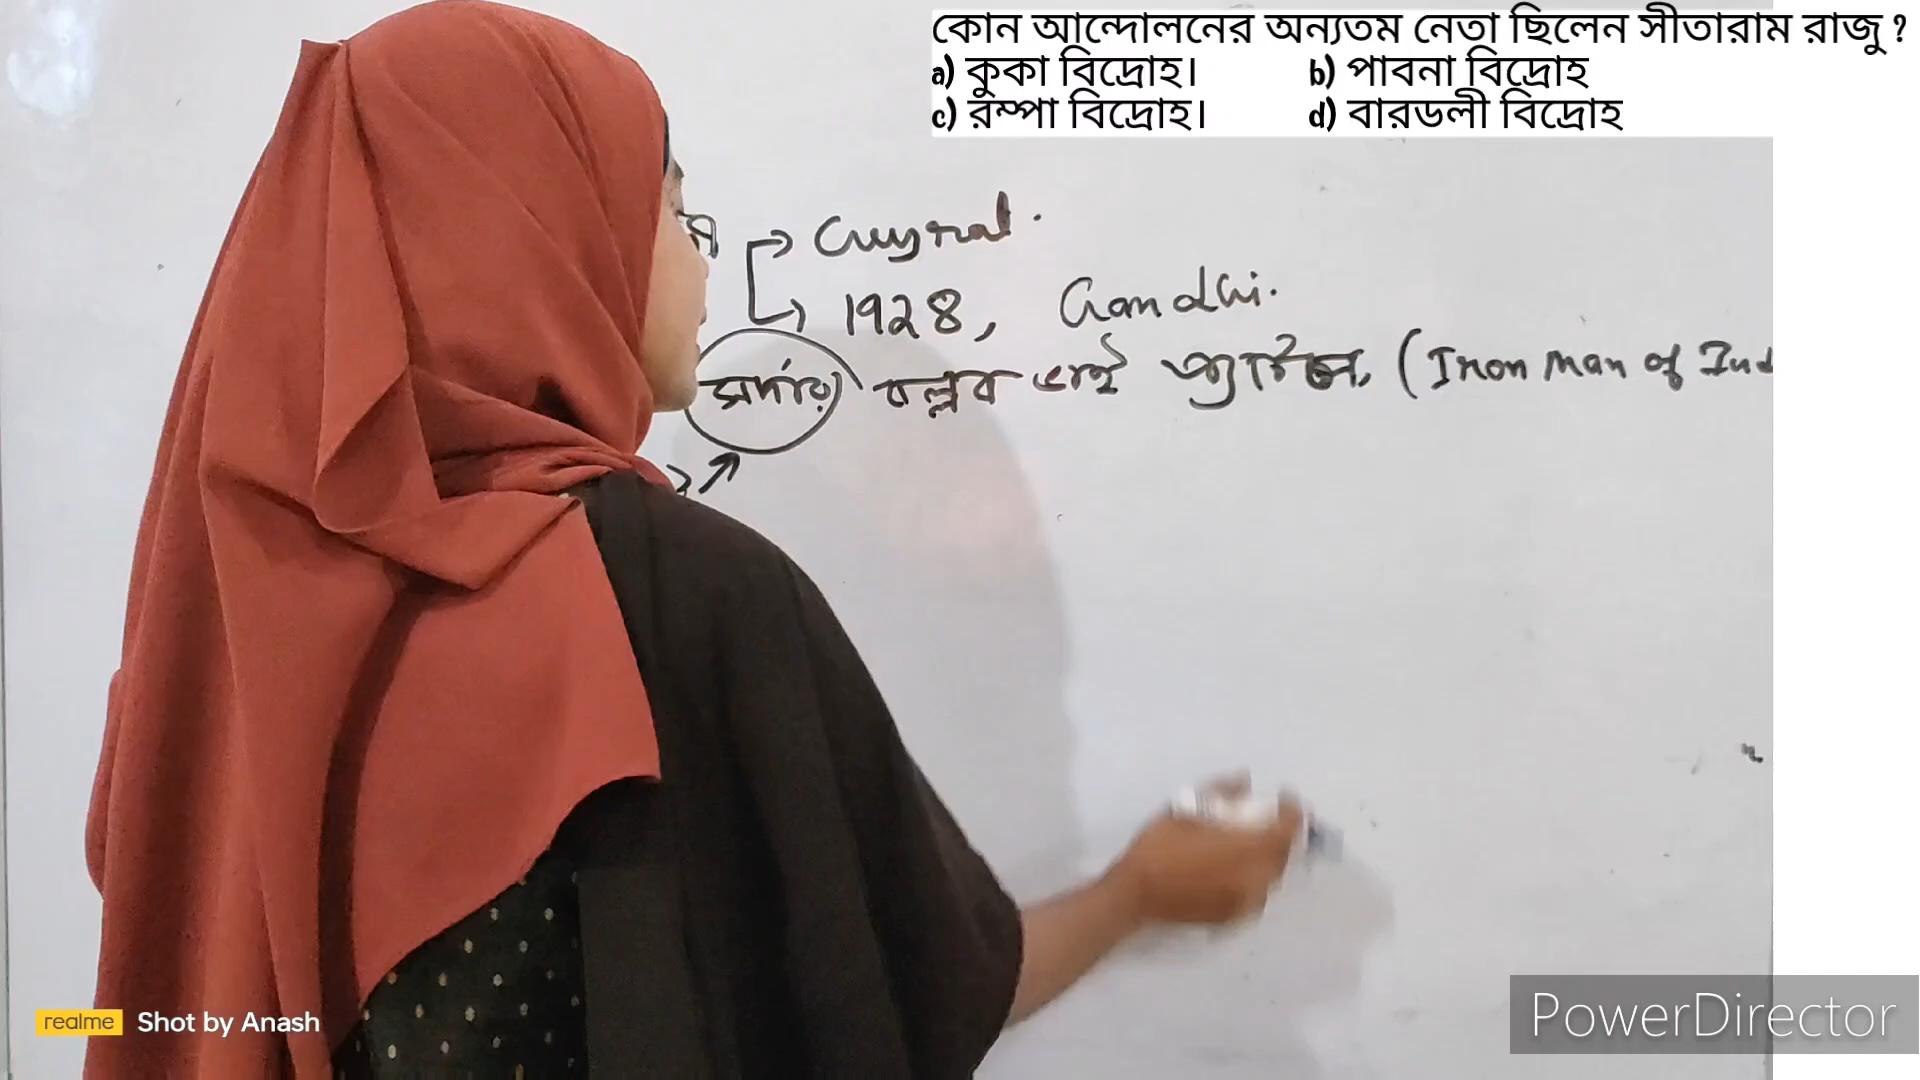 কোন আন্দোলনের অন্যতম নেতা ছিলেন সীতারাম রাজু ?
a) কুকা বিদ্রোহ। b) পাবনা বিদ্রোহ
c) রম্পা বিদ্রোহ। d) বারডলী বিদ্রোহ
→ Gujrat.
→ 1928, Gandhi.
সর্দার বল্লব ভাই প্যাটেল, (Iron Man of Ind
realme Shot by Anash
PowerDirector